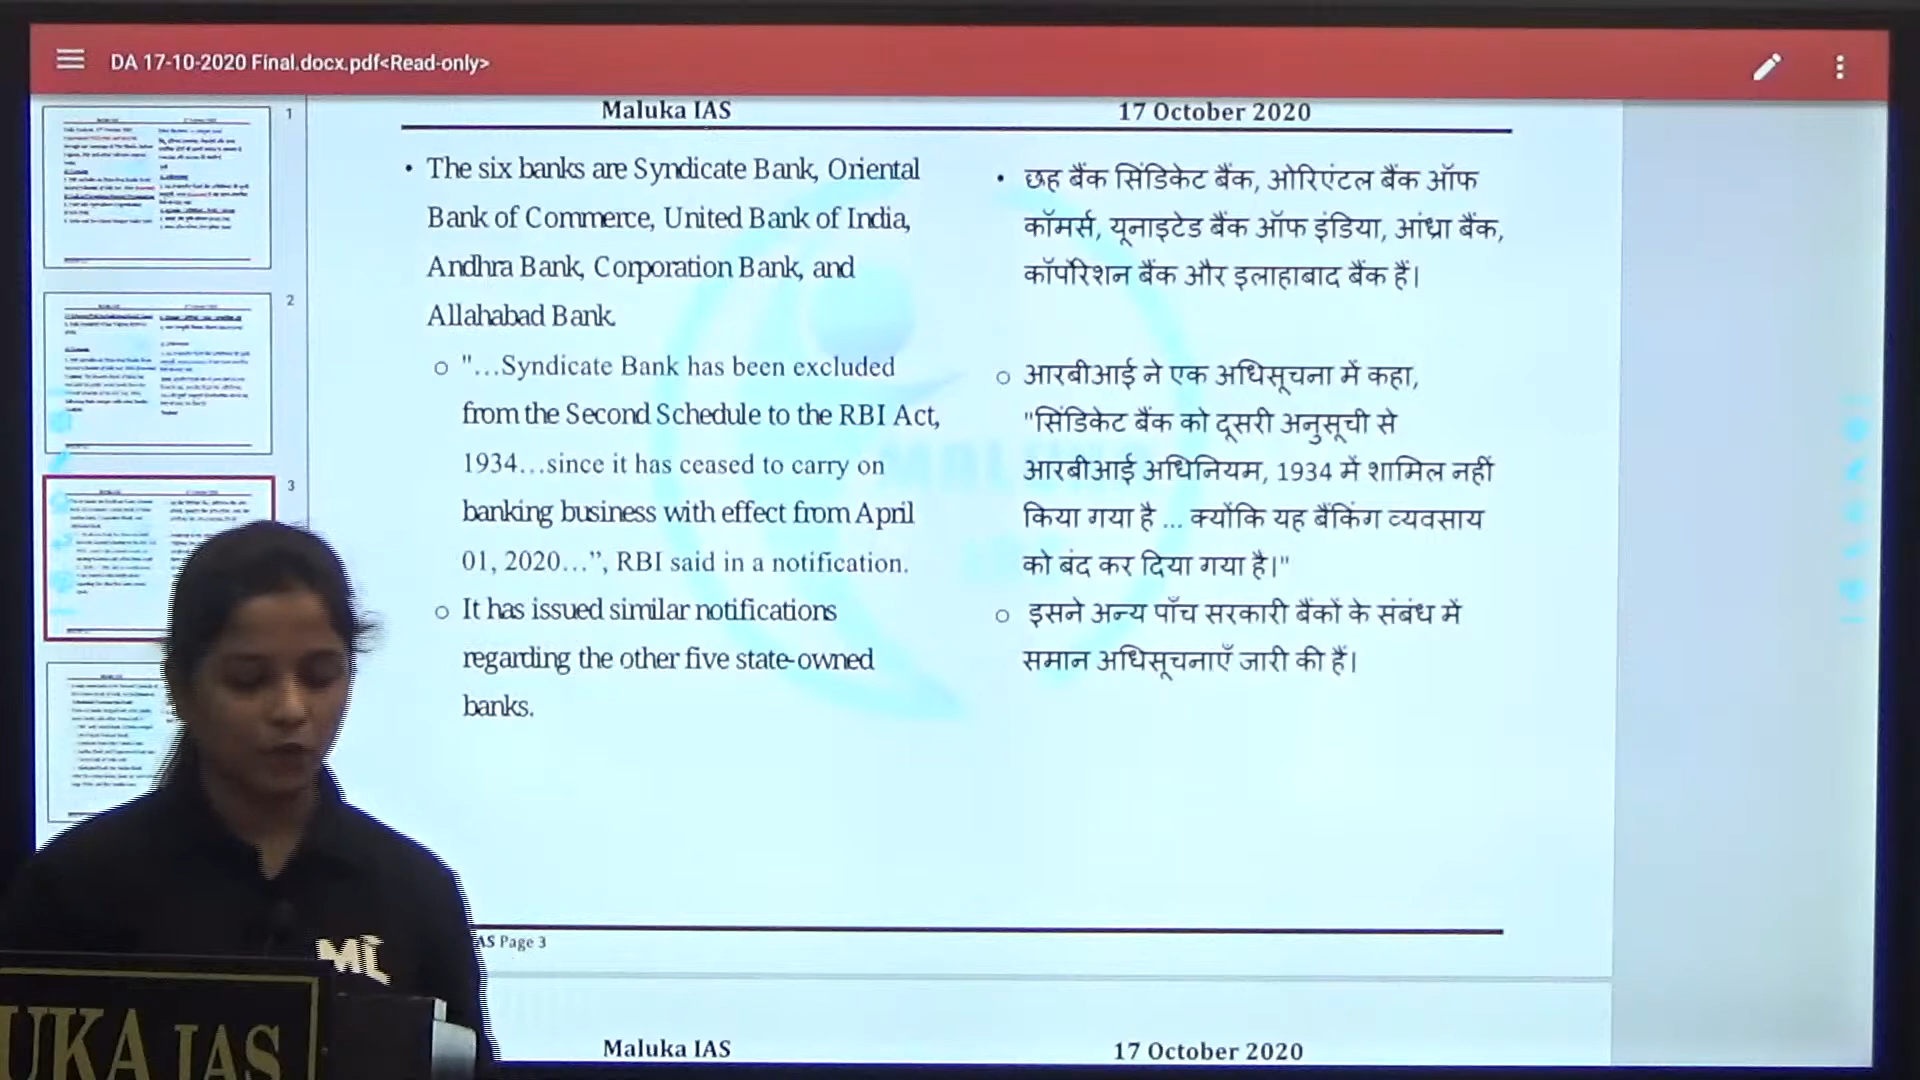 DA 17-10-2020 Final.docx.pdf<Read-only>
Maluka IAS
17 October 2020
1
2
3
• The six banks are Syndicate Bank, Oriental
Bank of Commerce, United Bank of India,
Andhra Bank, Corporation Bank, and
Allahabad Bank.
o "...Syndicate Bank has been excluded
from the Second Schedule to the RBI Act,
1934...since it has ceased to carry on
banking business with effect from April
01, 2020...”, RBI said in a notification.
o It has issued similar notifications
regarding the other five state-owned
banks.
• छह बैंक सिंडिकेट बैंक, ओरिएंटल बैंक ऑफ
कॉमर्स, यूनाइटेड बैंक ऑफ इंडिया, आंध्रा बैंक,
कॉर्पोरेशन बैंक और इलाहाबाद बैंक हैं।
o आरबीआई ने एक अधिसूचना में कहा,
"सिंडिकेट बैंक को दूसरी अनुसूची से
आरबीआई अधिनियम, 1934 में शामिल नहीं
किया गया है ... क्योंकि यह बैंकिंग व्यवसाय
को बंद कर दिया गया है।"
o इसने अन्य पाँच सरकारी बैंकों के संबंध में
समान अधिसूचनाएँ जारी की हैं।
AS Page 3
Maluka IAS
17 October 2020
UKA IAS